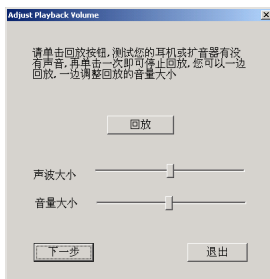 Adjust Playback Volume
请单击回放按钮,测试您的耳机或扩音器有没
有声音,再单击一次即可停止回放,您可以一边
回放,一边调整回放的音量大小
回放
声波大小
音量大小
下一步
退出